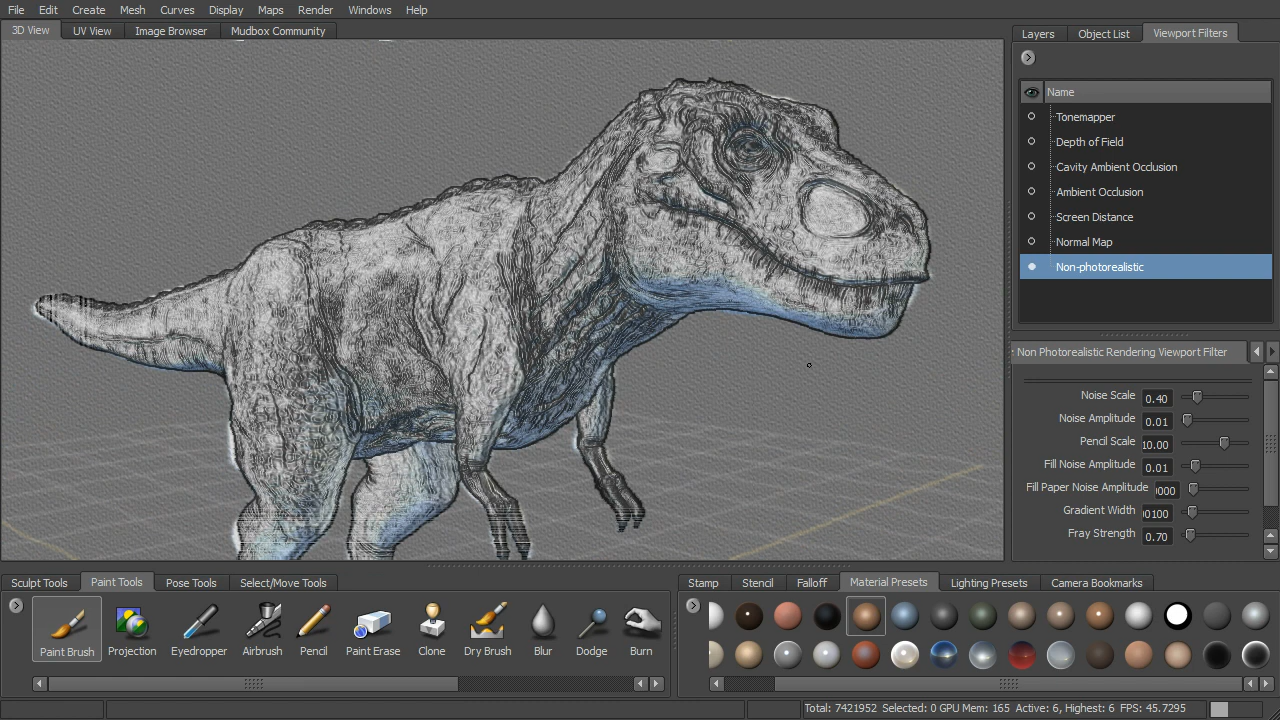 File Edit Create Mesh Curves Display Maps Render Windows Help
3D View UV View Image Browser Mudbox Community
Layers Object List Viewport Filters
Name
Tonemapper
Depth of Field
Cavity Ambient Occlusion
Ambient Occlusion
Screen Distance
Normal Map
Non-photorealistic
Non Photorealistic Rendering Viewport Filter
Noise Scale 0.40
Noise Amplitude 0.01
Pencil Scale 10.00
Fill Noise Amplitude 0.01
Fill Paper Noise Amplitude 0000
Gradient Width 00100
Fray Strength 0.70
Sculpt Tools Paint Tools Pose Tools Select/Move Tools
Paint Brush Projection Eyedropper Airbrush Pencil Paint Erase Clone Dry Brush Blur Dodge Burn
Stamp Stencil Falloff Material Presets Lighting Presets Camera Bookmarks
Total: 7421952 Selected: 0 GPU Mem: 165 Active: 6, Highest: 6 FPS: 45.7295